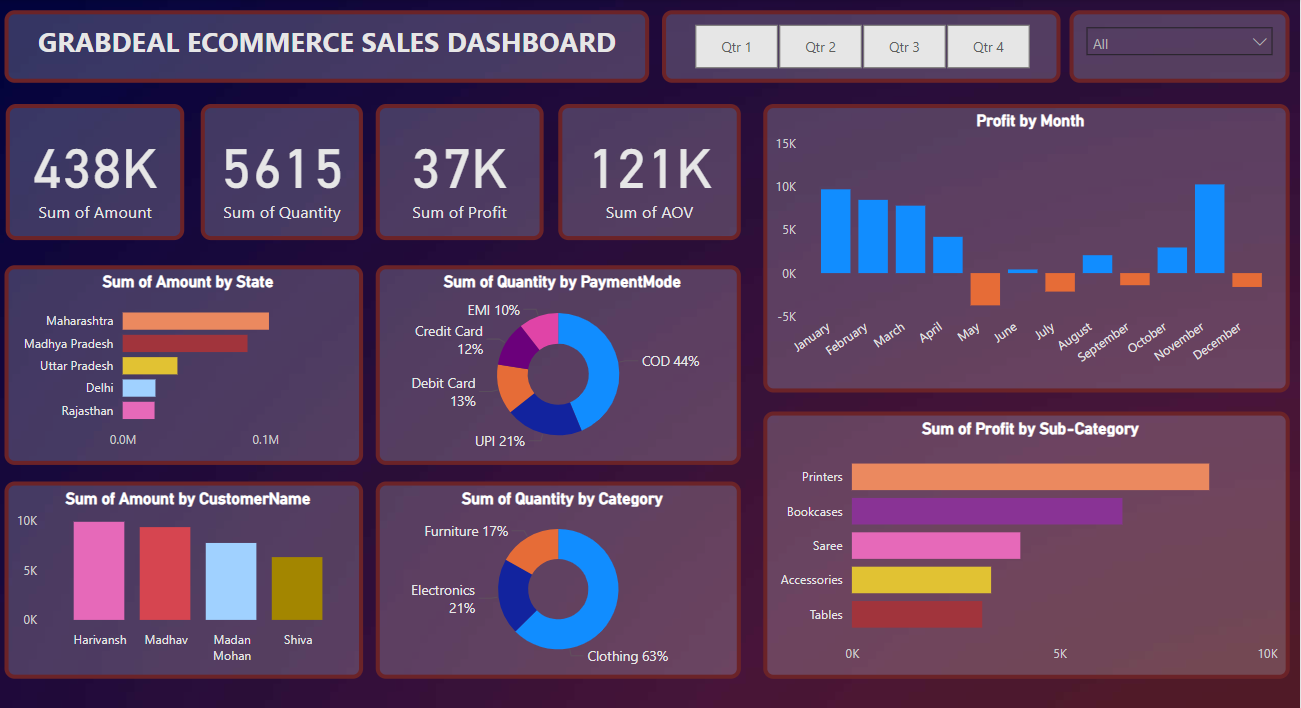 GRABDEAL ECOMMERCE SALES DASHBOARD
Qtr 1
Qtr 2
Qtr 3
Qtr 4
All
438K
Sum of Amount
5615
Sum of Quantity
37K
Sum of Profit
121K
Sum of AOV
Profit by Month
15K
10K
5K
0K
-5K
January
February
March
April
May
June
July
August
September
October
November
December
Sum of Amount by State
Maharashtra
Madhya Pradesh
Uttar Pradesh
Delhi
Rajasthan
0.0M
0.1M
Sum of Quantity by PaymentMode
EMI 10%
Credit Card
12%
Debit Card
13%
UPI 21%
COD 44%
Sum of Profit by Sub-Category
Printers
Bookcases
Saree
Accessories
Tables
0K
5K
10K
Sum of Amount by CustomerName
10K
5K
0K
Harivansh
Madhav
Madan
Mohan
Shiva
Sum of Quantity by Category
Furniture 17%
Electronics
21%
Clothing 63%